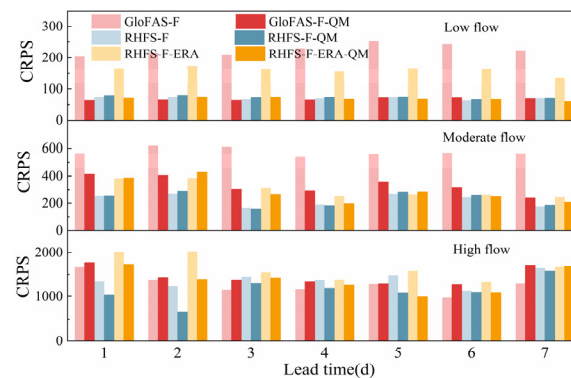 GloFAS-F GloFAS-F-QM
RHFS-F RHFS-F-QM
RHFS-F-ERA RHFS-F-ERA-QM
Low flow
CRPS
300
200
100
0
Moderate flow
CRPS
600
400
200
0
High flow
CRPS
2000
1000
0
1 2 3 4 5 6 7
Lead time(d)